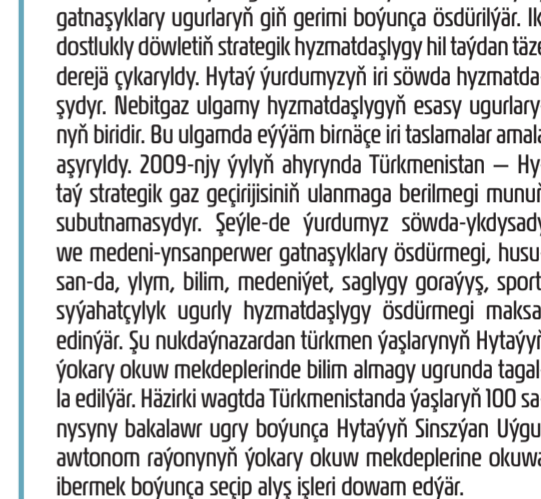 gatnaşyklary ugurlaryň giň gerimi boýunça ösdürilýär. Ik
dostlukly döwletiň strategik hyzmatdaşlygy hil taýdan täze
derejä çykaryldy. Hytaý ýurdumyzyň iri söwda hyzmatda
şydyr. Nebitgaz ulgamy hyzmatdaşlygyň esasy ugurlary
nyň biridir. Bu ulgamda eýýäm birnäçe iri taslamalar amala
aşyryldy. 2009-njy ýylyň ahyrynda Türkmenistan — Hy
taý strategik gaz geçirijisiniň ulanmaga berilmegi munuň
subutnamasydyr. Şeýle-de ýurdumyz söwda-ykdysady
we medeni-ynsanperwer gatnaşyklary ösdürmegi, husu
san-da, ylym, bilim, medeniýet, saglygy goraýyş, sport
syýahatçylyk ugurly hyzmatdaşlygy ösdürmegi maksa
edinýär. Şu nukdaýnazardan türkmen ýaşlarynyň Hytaýyň
ýokary okuw mekdeplerinde bilim almagy ugrunda tagal
la edilýär. Häzirki wagtda Türkmenistanda ýaşlaryň 100 sa
nysyny bakalawr ugry boýunça Hytaýyň Sinszýan Uýgu
awtonom raýonynyň ýokary okuw mekdeplerine okuwa
ibermek boýunça seçip alyş işleri dowam edýär.